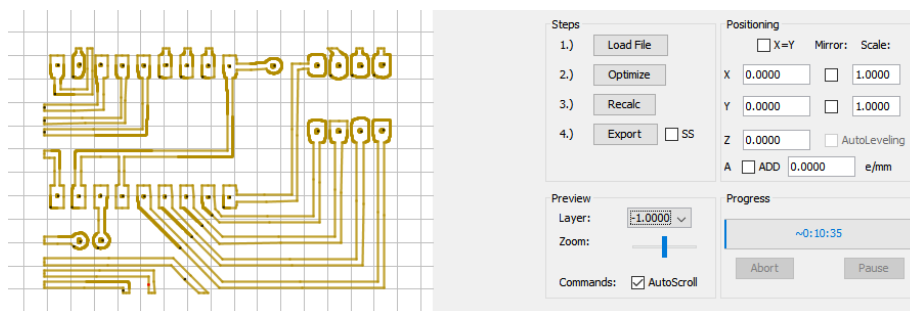 Steps
1.) Load File
2.) Optimize
3.) Recalc
4.) Export SS
Positioning
X=Y Mirror: Scale:
X 0.0000 1.0000
Y 0.0000 1.0000
Z 0.0000 AutoLeveling
A ADD 0.0000 e/mm
Preview
Layer: -1.0000
Zoom:
Commands: AutoScroll
Progress
~0:10:35
Abort Pause